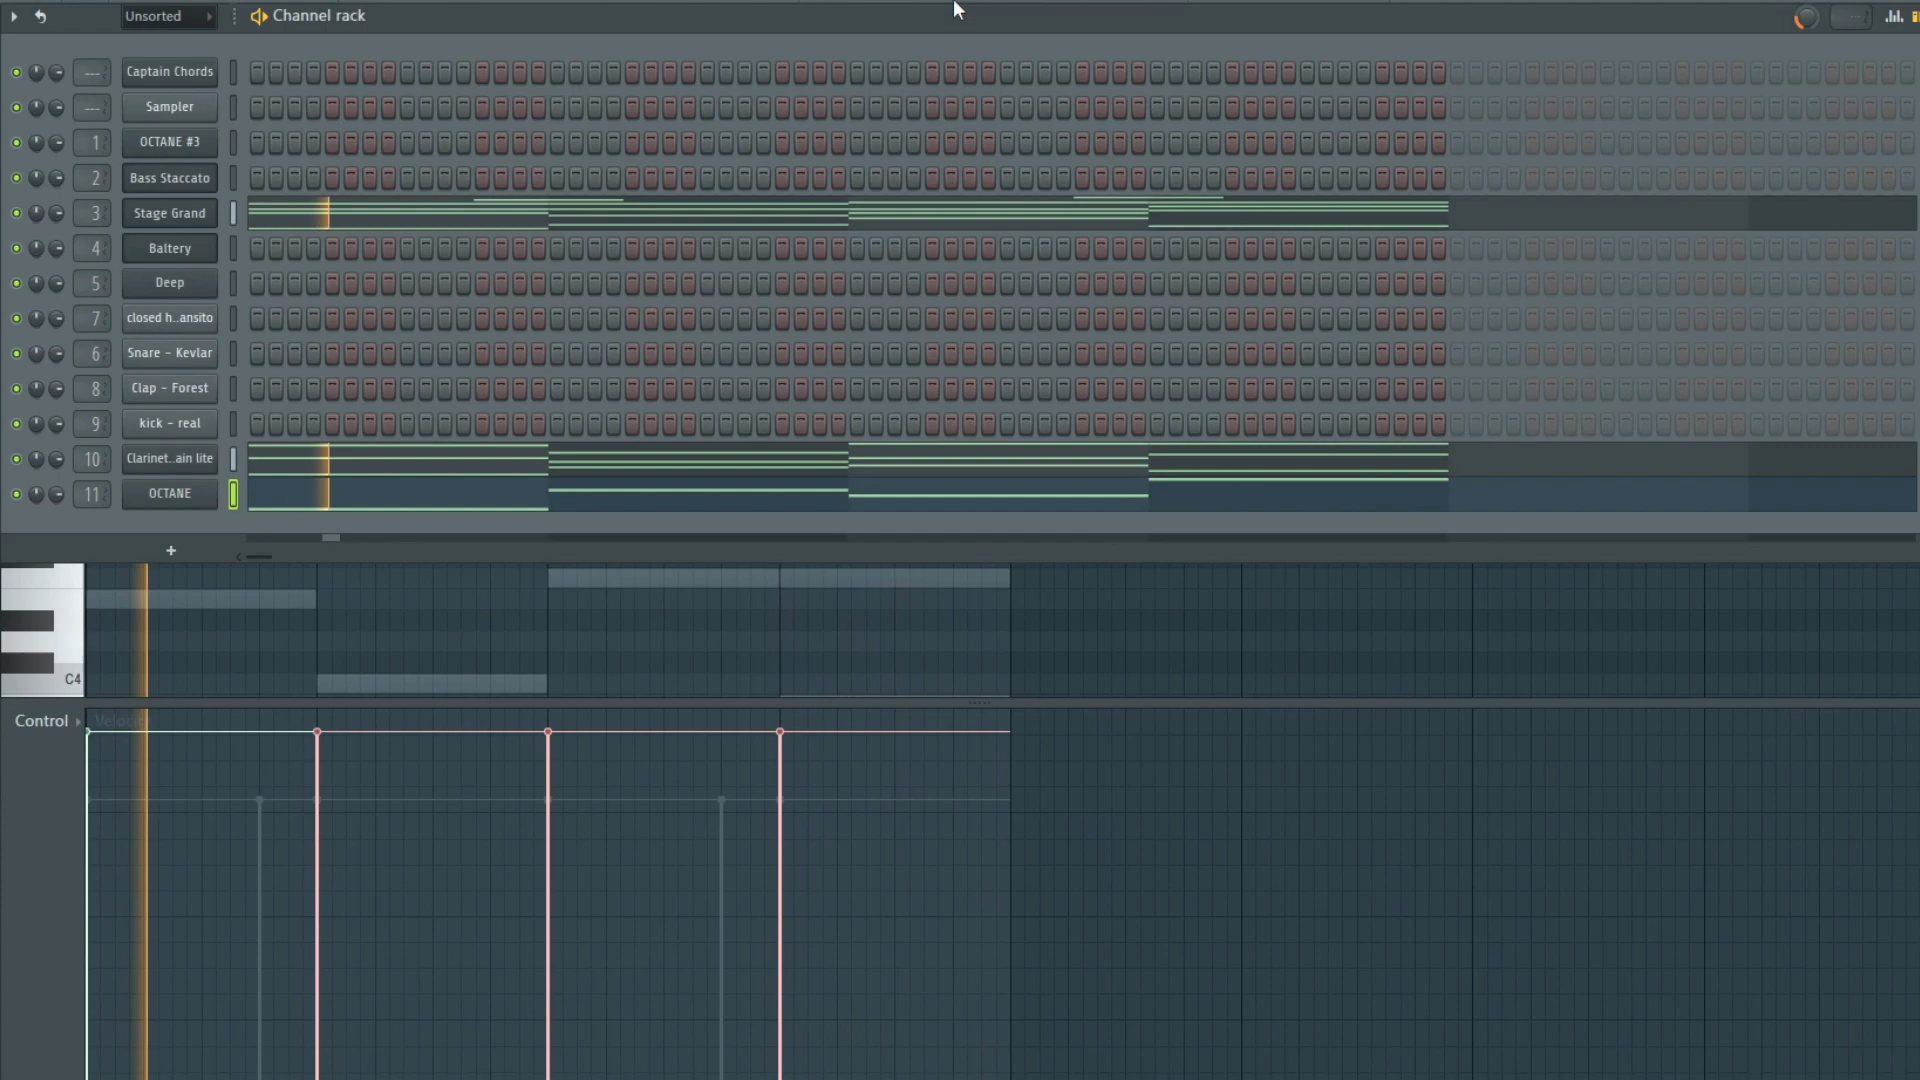 Unsorted
Channel rack
--- Captain Chords
--- Sampler
1 OCTANE #3
2 Bass Staccato
3 Stage Grand
4 Baltery
5 Deep
7 closed h..ansito
6 Snare - Kevlar
8 Clap - Forest
9 kick - real
10 Clarinet..ain lite
11 OCTANE
+
C4
Control
Velocity